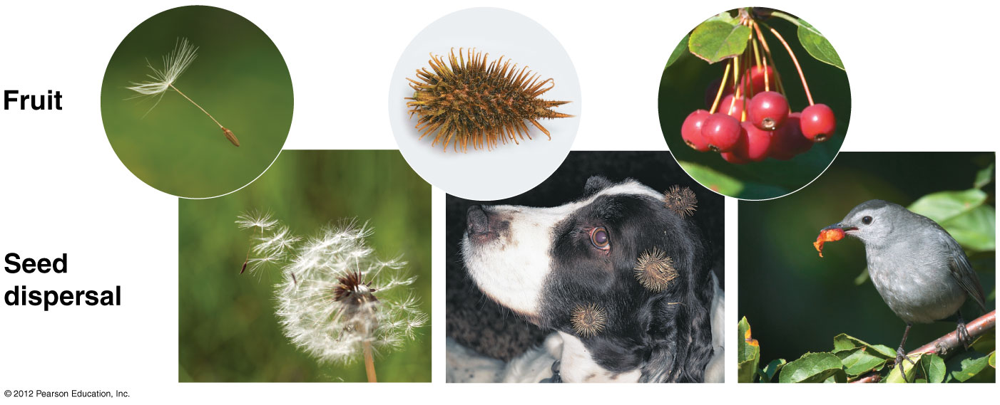 Fruit
Seed
dispersal
© 2012 Pearson Education, Inc.